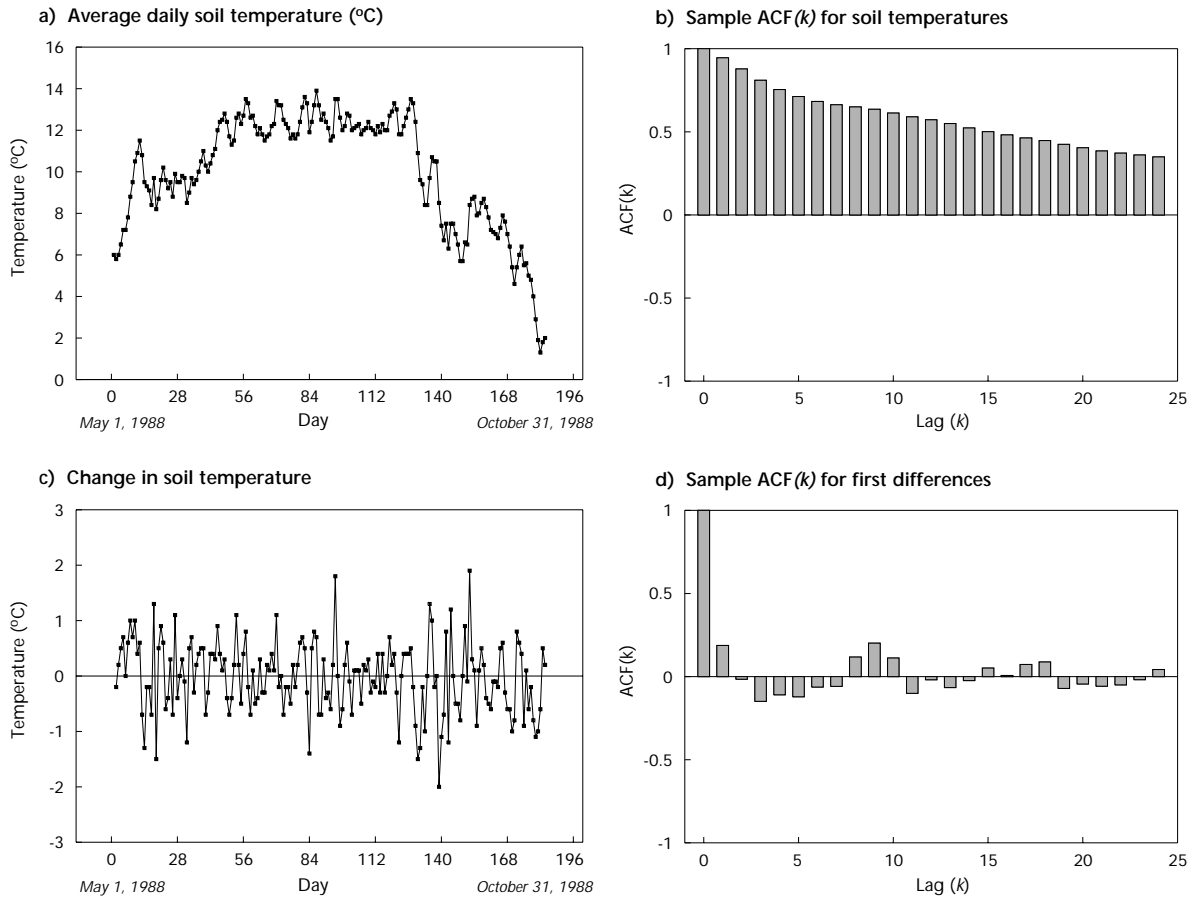 a) Average daily soil temperature (ºC)
16
14
12
10
8
6
4
2
0
Temperature (ºC)
0 28 56 84 112 140 168 196
May 1, 1988 Day October 31, 1988
b) Sample ACF(k) for soil temperatures
1
0.5
0
-0.5
-1
ACF(k)
0 5 10 15 20 25
Lag (k)
c) Change in soil temperature
3
2
1
0
-1
-2
-3
Temperature (ºC)
0 28 56 84 112 140 168 196
May 1, 1988 Day October 31, 1988
d) Sample ACF(k) for first differences
1
0.5
0
-0.5
-1
ACF(k)
0 5 10 15 20 25
Lag (k)